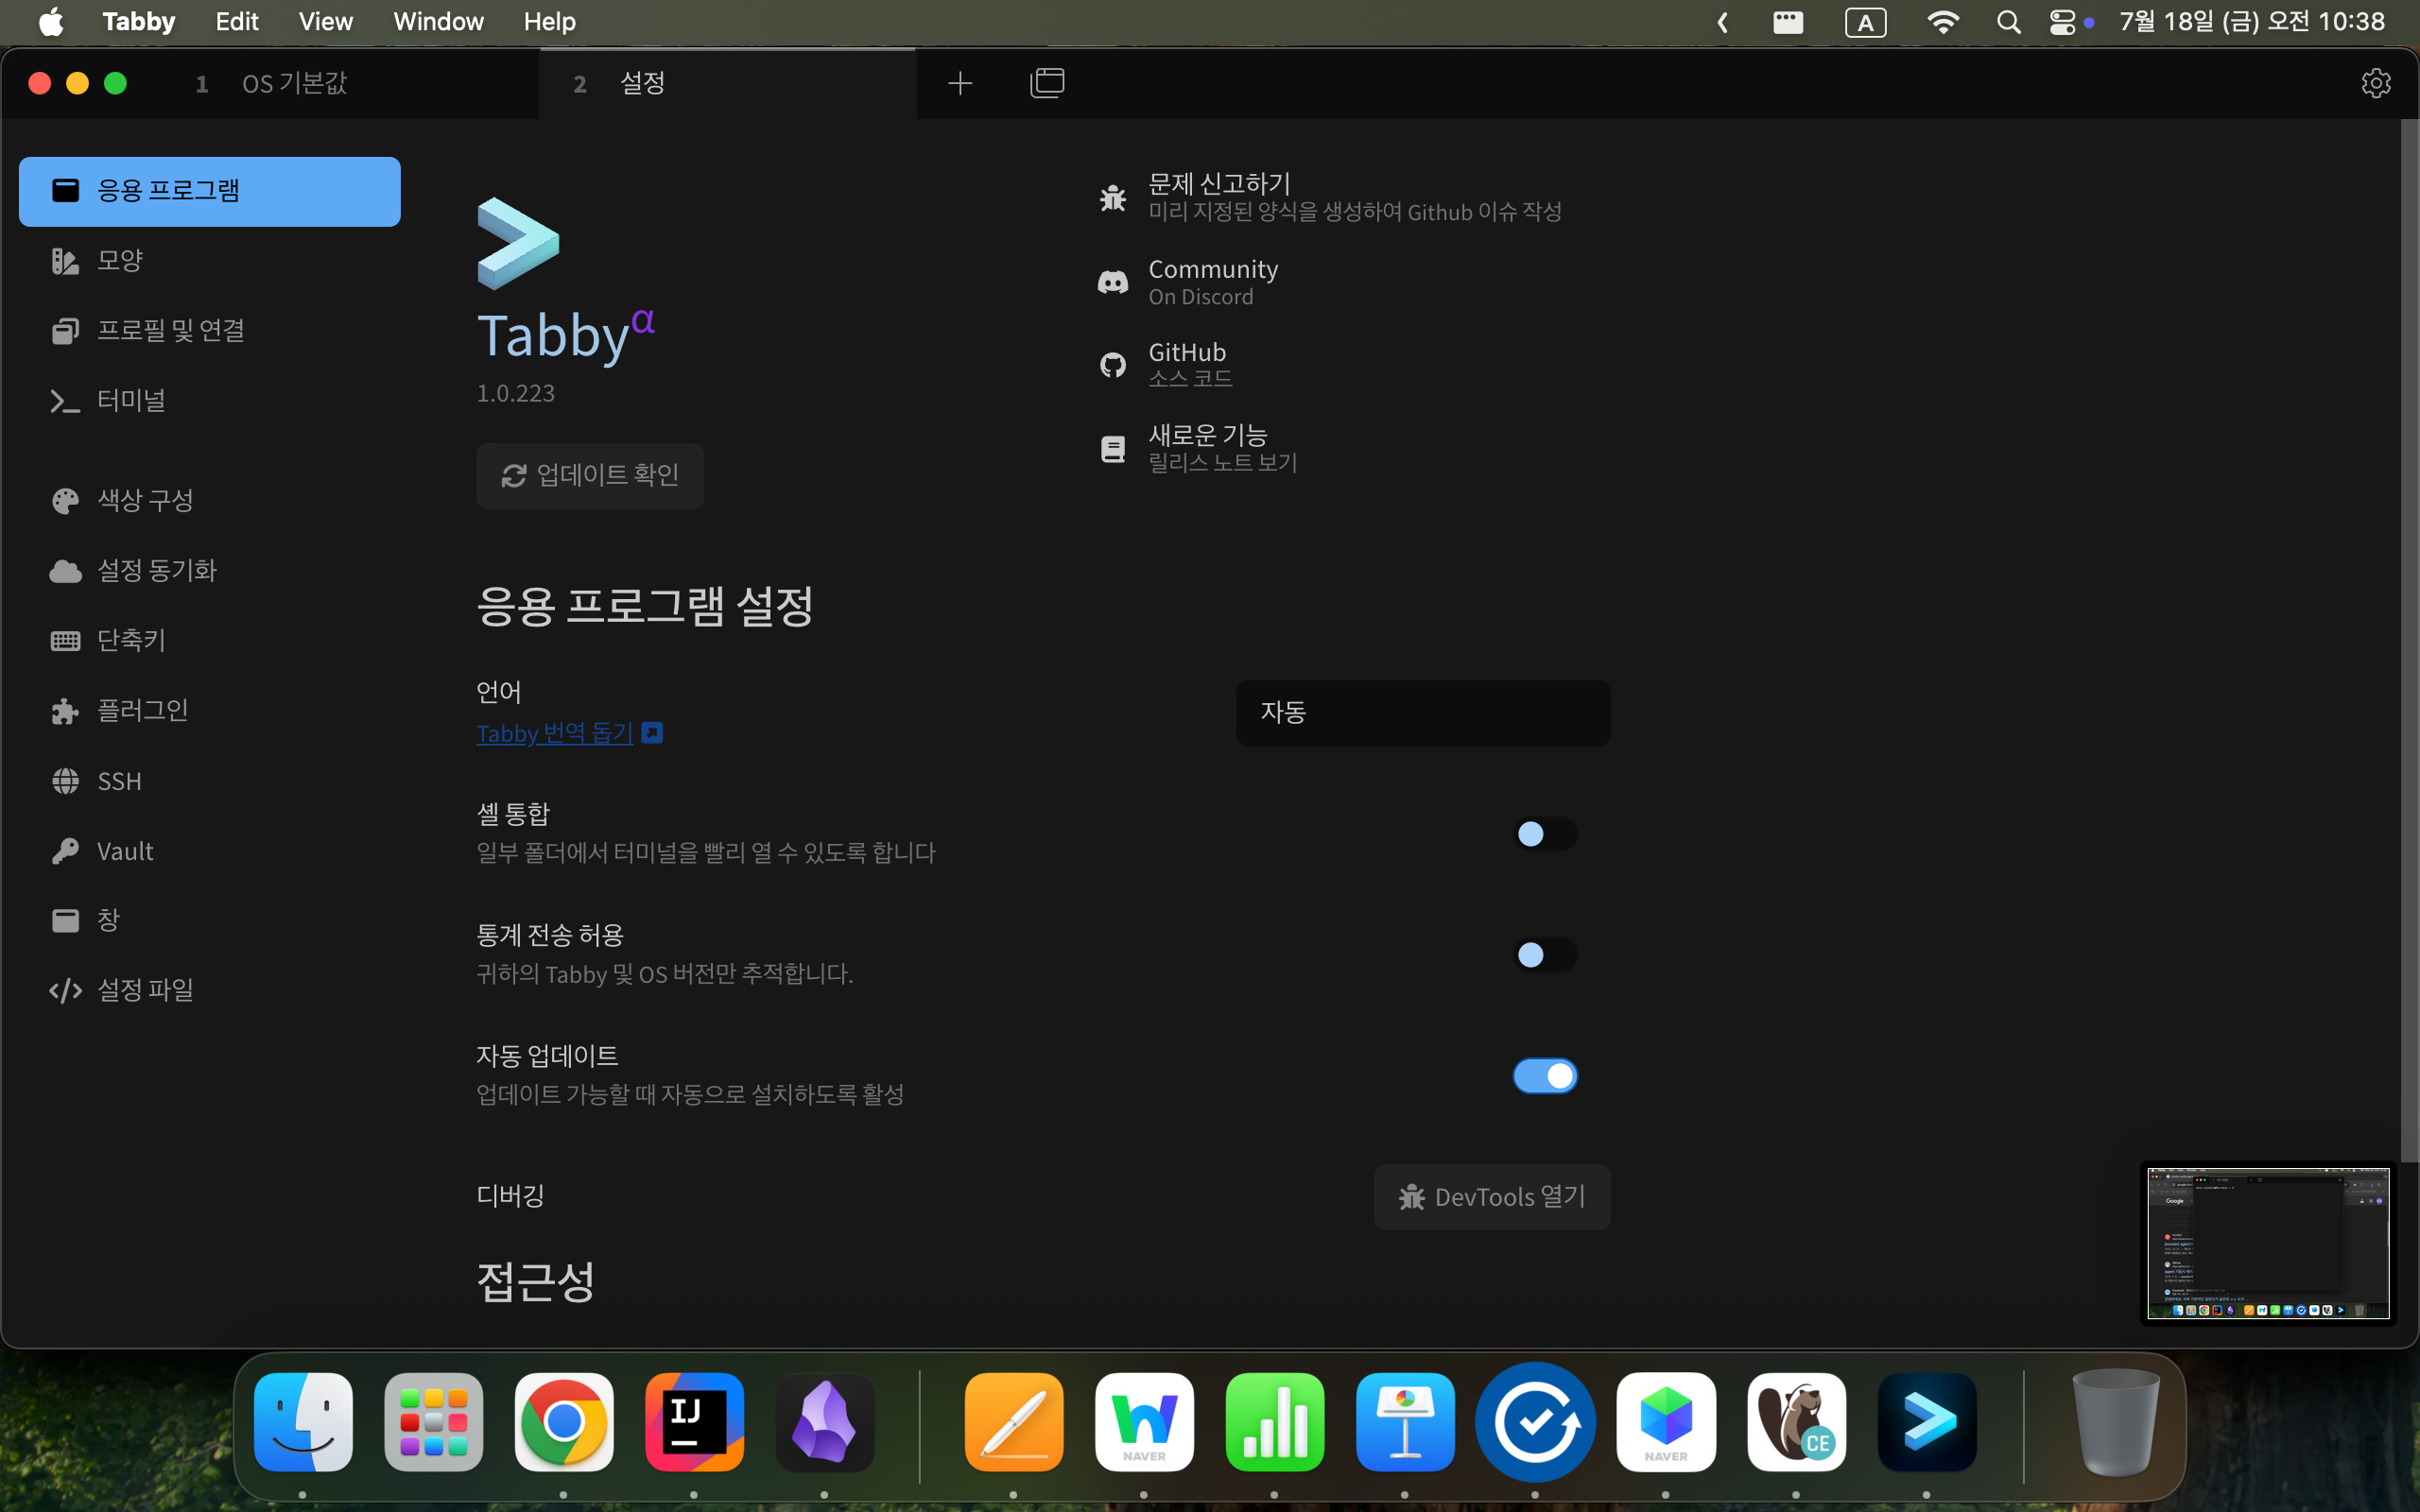 Tabby Edit View Window Help
A
7월 18일 (금) 오전 10:38
1 OS 기본값
2 설정
응용 프로그램
모양
프로필 및 연결
터미널
색상 구성
설정 동기화
단축키
플러그인
SSH
Vault
창
설정 파일
Tabbyα
1.0.223
업데이트 확인
문제 신고하기
미리 지정된 양식을 생성하여 Github 이슈 작성
Community
On Discord
GitHub
소스 코드
새로운 기능
릴리스 노트 보기
응용 프로그램 설정
언어
Tabby 번역 돕기
자동
셸 통합
일부 폴더에서 터미널을 빨리 열 수 있도록 합니다
통계 전송 허용
귀하의 Tabby 및 OS 버전만 추적합니다.
자동 업데이트
업데이트 가능할 때 자동으로 설치하도록 활성
디버깅
DevTools 열기
접근성
Google
IJ
NAVER
NAVER
CE